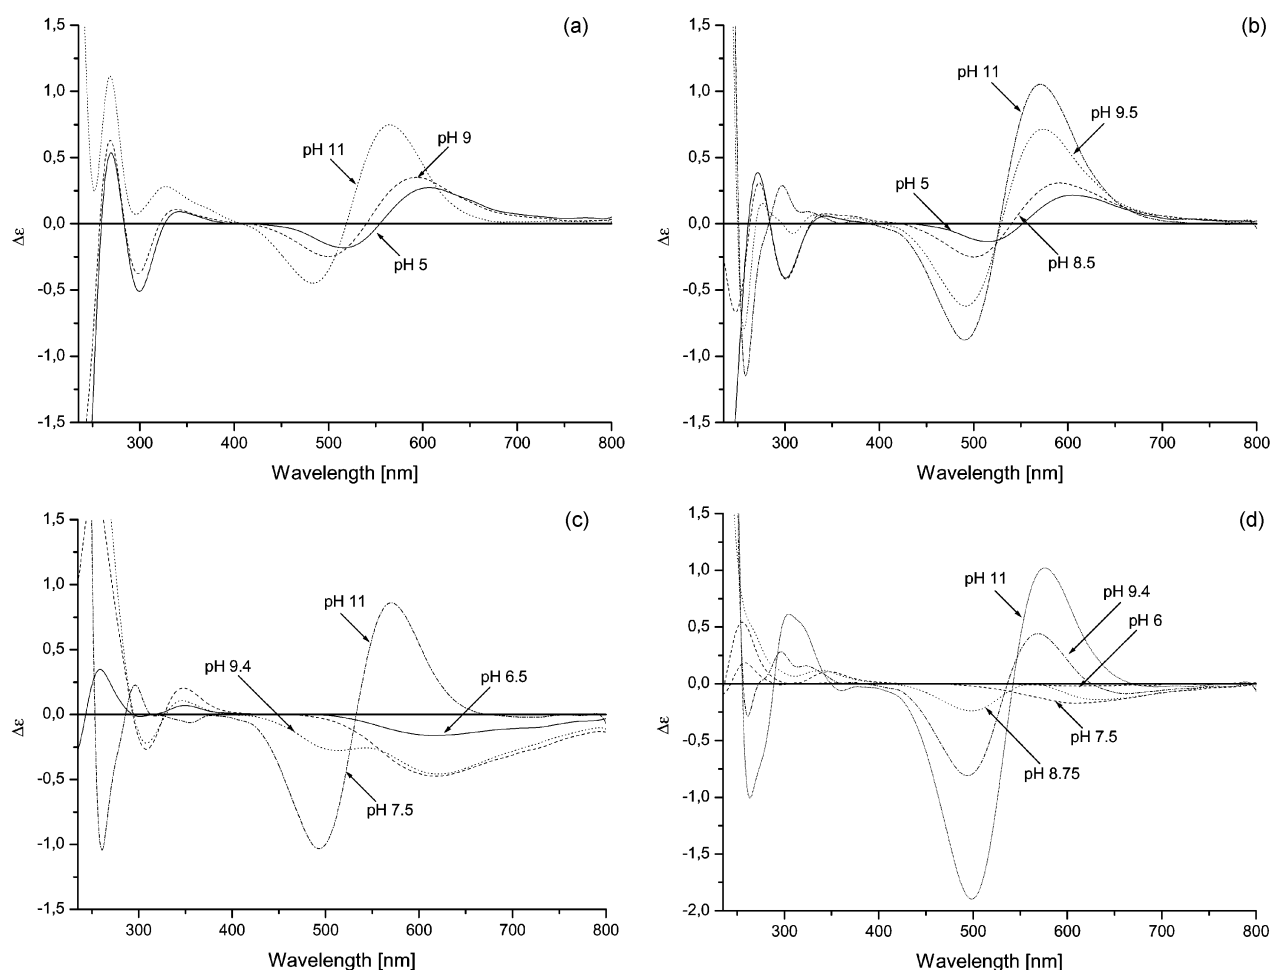 (a)
1,5
1,0
0,5
0,0
-0,5
-1,0
-1,5
Δε
pH 11
pH 9
pH 5
300 400 500 600 700 800
Wavelength [nm]
(b)
1,5
1,0
0,5
0,0
-0,5
-1,0
-1,5
Δε
pH 11
pH 9.5
pH 5
pH 8.5
300 400 500 600 700 800
Wavelength [nm]
(c)
1,5
1,0
0,5
0,0
-0,5
-1,0
-1,5
Δε
pH 11
pH 9.4
pH 6.5
pH 7.5
300 400 500 600 700 800
Wavelength [nm]
(d)
1,5
1,0
0,5
0,0
-0,5
-1,0
-1,5
-2,0
Δε
pH 11
pH 9.4
pH 6
pH 7.5
pH 8.75
300 400 500 600 700 800
Wavelength [nm]